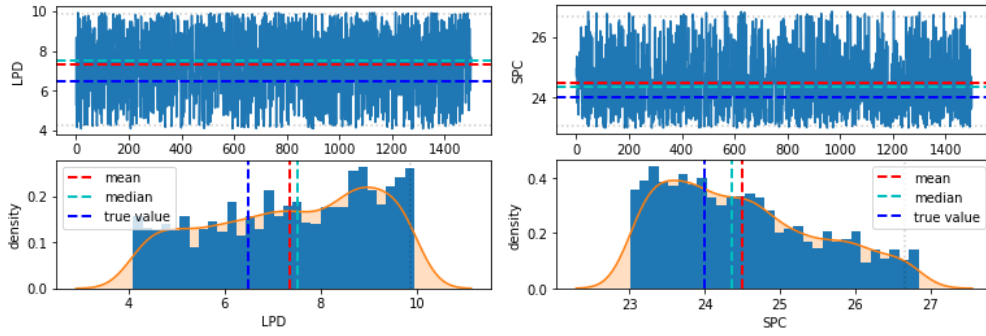 10
8
6
4
LPD
0 200 400 600 800 1000 1200 1400
26
24
SPC
0 200 400 600 800 1000 1200 1400
mean
median
true value
0.2
0.1
0.0
density
4 6 8 10
LPD
mean
median
true value
0.4
0.2
0.0
density
23 24 25 26 27
SPC